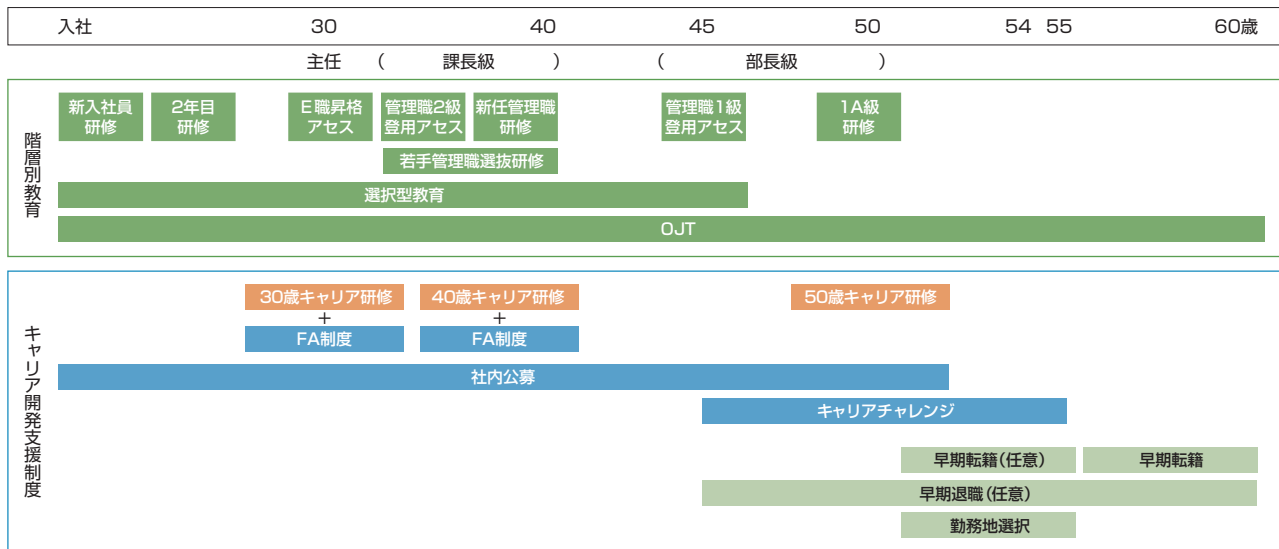 入社 30 40 45 50 54 55 60歳
主任 ( 課長級 ) ( 部長級 )
階層別教育
新入社員
研修
2年目
研修
E職昇格
アセス
管理職2級
登用アセス
新任管理職
研修
管理職1級
登用アセス
1A級
研修
若手管理職選抜研修
選択型教育
OJT
キャリア開発支援制度
30歳キャリア研修 40歳キャリア研修 50歳キャリア研修
+ +
FA制度 FA制度
社内公募
キャリアチャレンジ
早期転籍(任意) 早期転籍
早期退職(任意)
勤務地選択